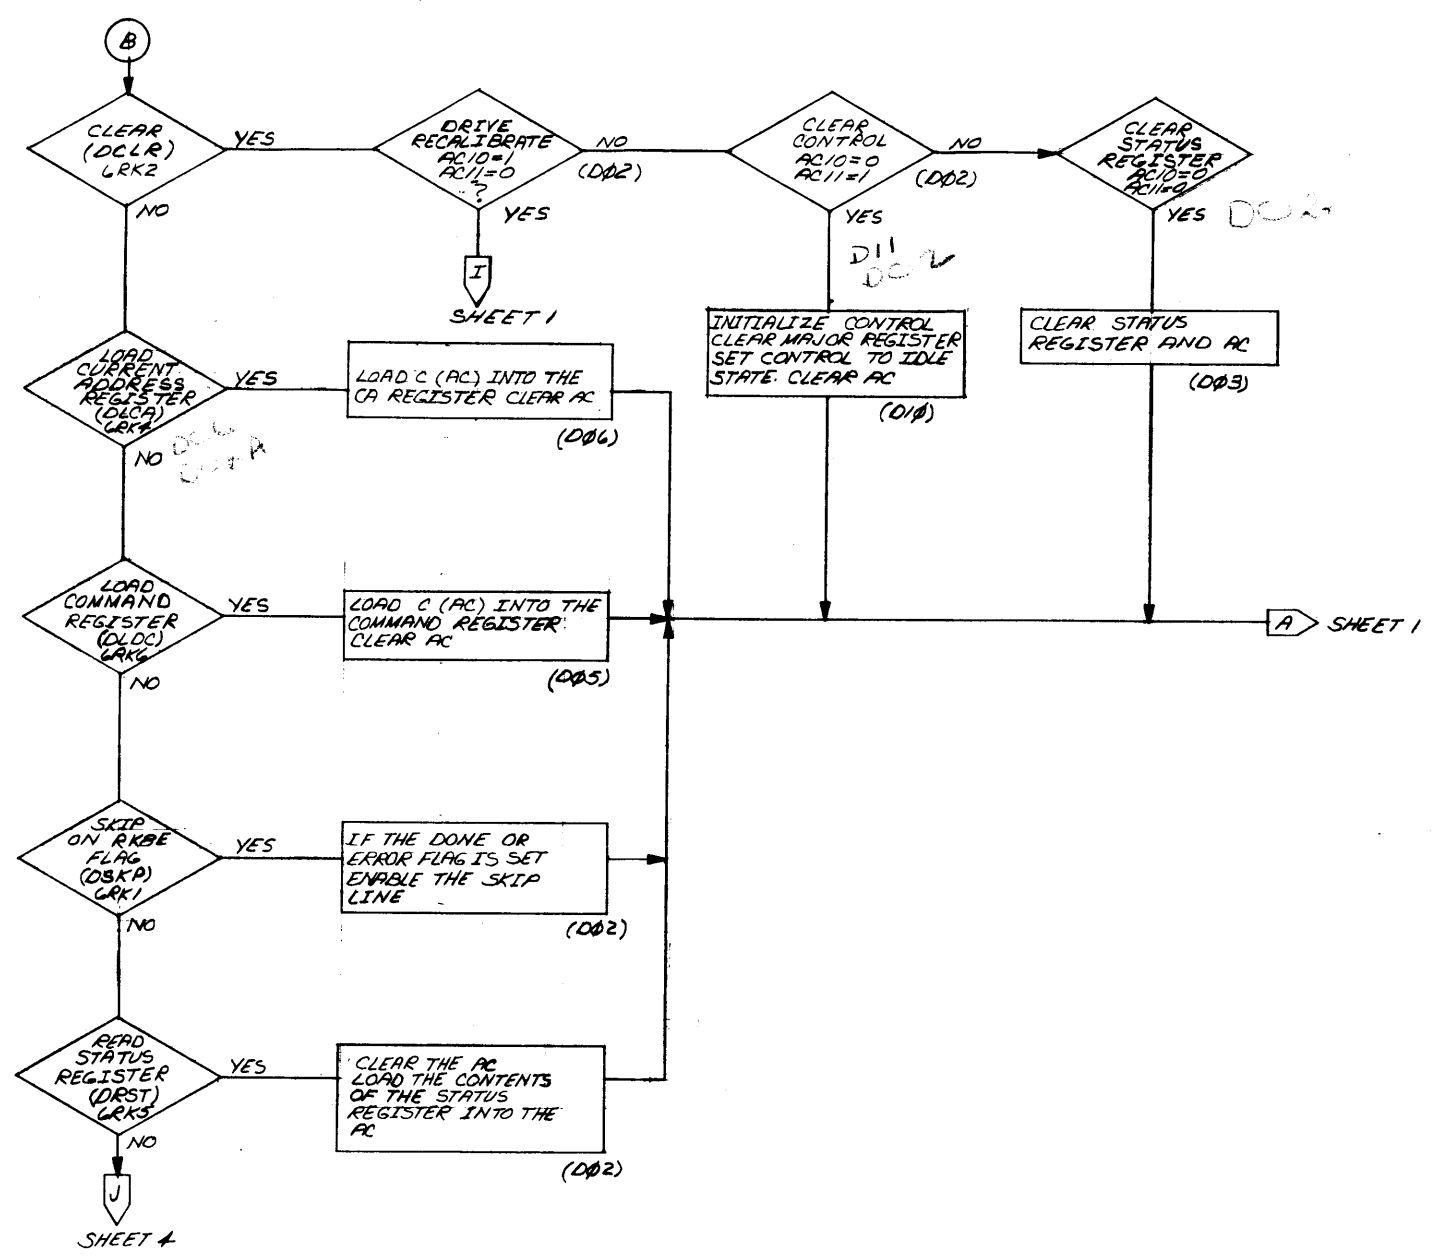 B
CLEAR
(DCLR)
6RK2
YES
NO
DRIVE
RECALIBRATE
AC10=1
AC11=0
?
NO
(DØ2)
YES
I
SHEET 1
CLEAR
CONTROL
AC10=0
AC11=1
NO
(DØ2)
YES
D11
DC2
INITIALIZE CONTROL
CLEAR MAJOR REGISTER
SET CONTROL TO IDLE
STATE. CLEAR AC
(D1Ø)
CLEAR
STATUS
REGISTER
AC10=0
AC11=0
YES
CLEAR STATUS
REGISTER AND AC
(DØ3)
LOAD
CURRENT
ADDRESS
REGISTER
(DLCA)
6RK4
YES
NO
LOAD C (AC) INTO THE
CA REGISTER CLEAR AC
(DØ6)
LOAD
COMMAND
REGISTER
(DLDC)
6RK6
YES
NO
LOAD C (AC) INTO THE
COMMAND REGISTER
CLEAR AC
(DØ5)
A
SHEET 1
SKIP
ON RK8E
FLAG
(DSKP)
6RK1
YES
NO
IF THE DONE OR
ERROR FLAG IS SET
ENABLE THE SKIP
LINE
(DØ2)
READ
STATUS
REGISTER
(DRST)
6RK5
YES
NO
CLEAR THE AC
LOAD THE CONTENTS
OF THE STATUS
REGISTER INTO THE
AC
(DØ2)
J
SHEET 4